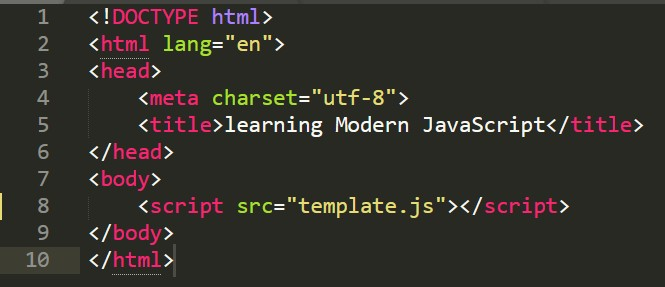 1 <!DOCTYPE html>
2 <html lang="en">
3 <head>
4     <meta charset="utf-8">
5     <title>learning Modern JavaScript</title>
6 </head>
7 <body>
8     <script src="template.js"></script>
9 </body>
10 </html>